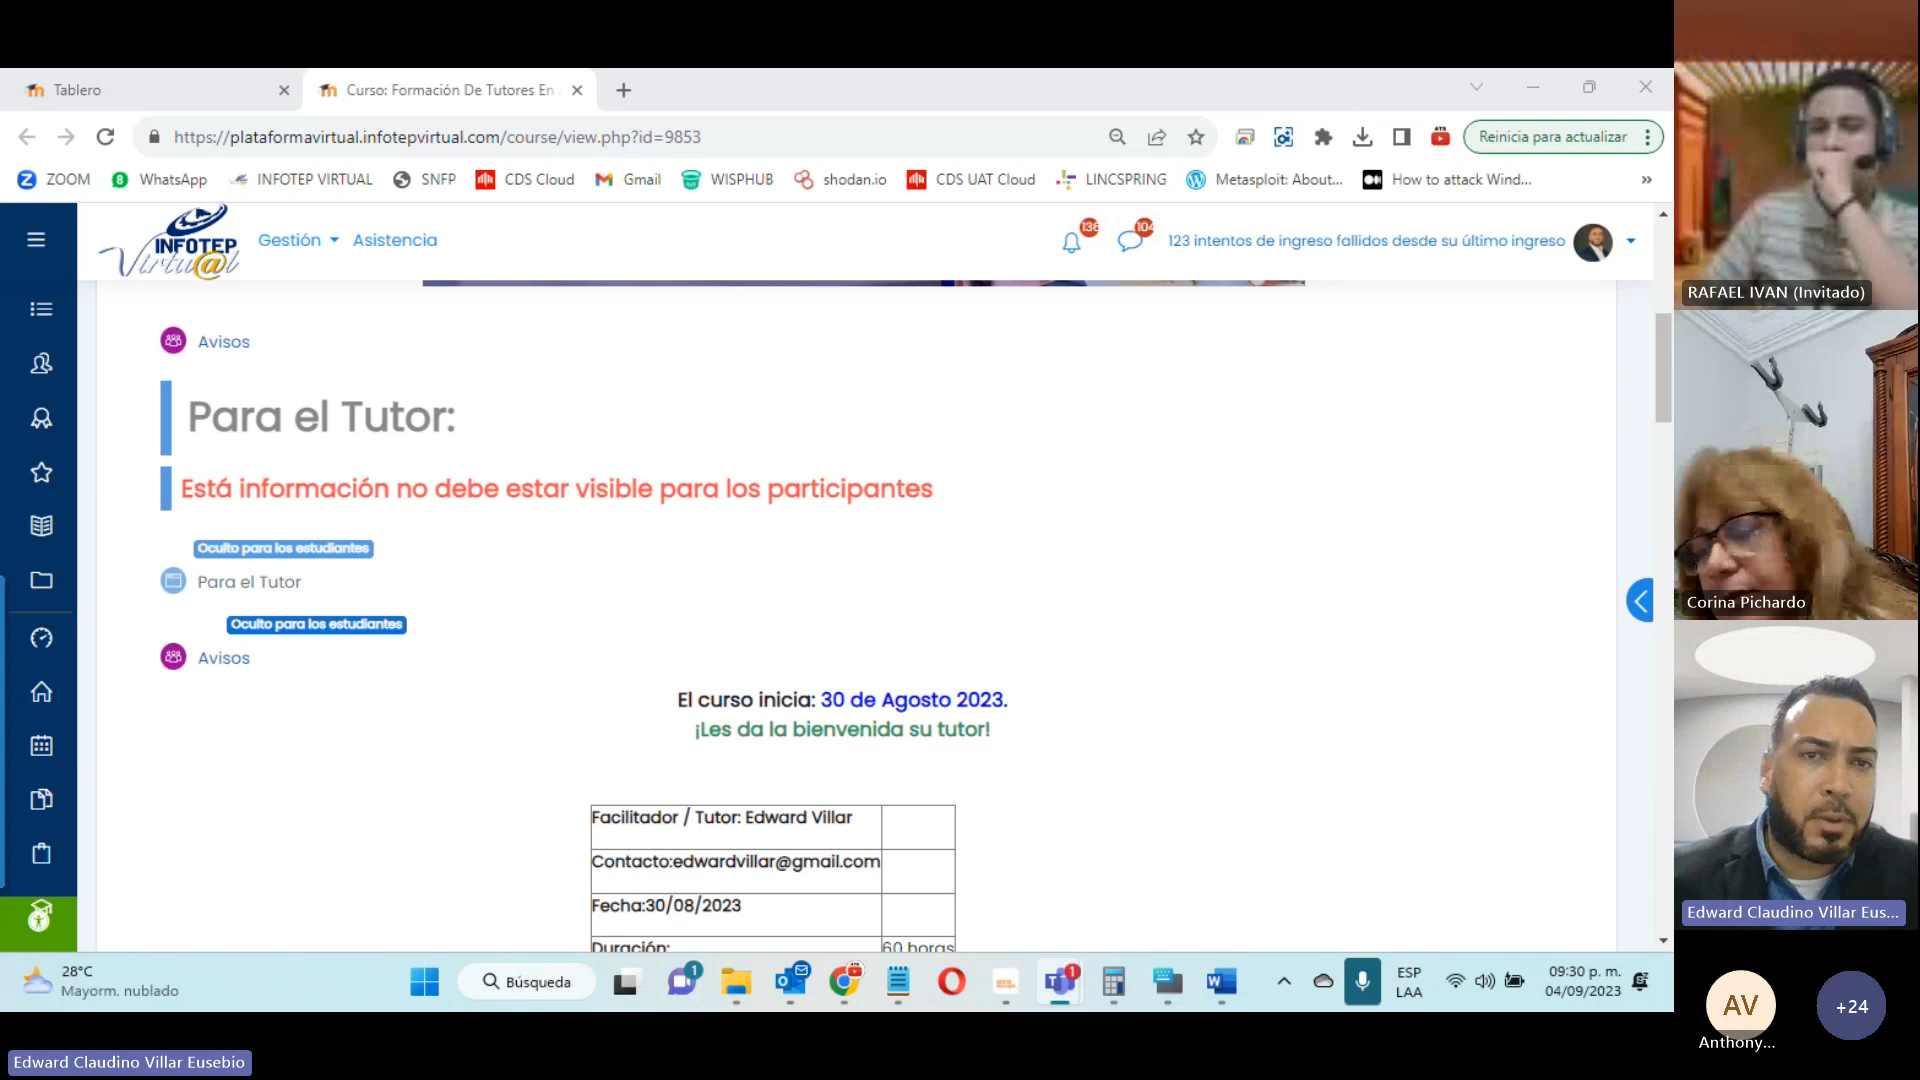 Tablero
Curso: Formación De Tutores En
https://plataformavirtual.infotepvirtual.com/course/view.php?id=9853
Reinicia para actualizar
ZOOM
WhatsApp
INFOTEP VIRTUAL
SNFP
CDS Cloud
Gmail
WISPHUB
shodan.io
CDS UAT Cloud
LINCSPRING
Metasploit: About...
How to attack Wind...
»
INFOTEP
Virtu@l
Gestión
Asistencia
136
104
123 intentos de ingreso fallidos desde su último ingreso
Avisos
Para el Tutor:
Está información no debe estar visible para los participantes
Oculto para los estudiantes
Para el Tutor
Oculto para los estudiantes
Avisos
El curso inicia: 30 de Agosto 2023.
¡Les da la bienvenida su tutor!
Facilitador / Tutor: Edward Villar
Contacto:edwardvillar@gmail.com
Fecha:30/08/2023
Duración:
60 horas
28°C
Mayorm. nublado
Búsqueda
1
1
ESP
LAA
09:30 p. m.
04/09/2023
RAFAEL IVAN (Invitado)
Corina Pichardo
Edward Claudino Villar Eus...
AV
Anthony...
+24
Edward Claudino Villar Eusebio